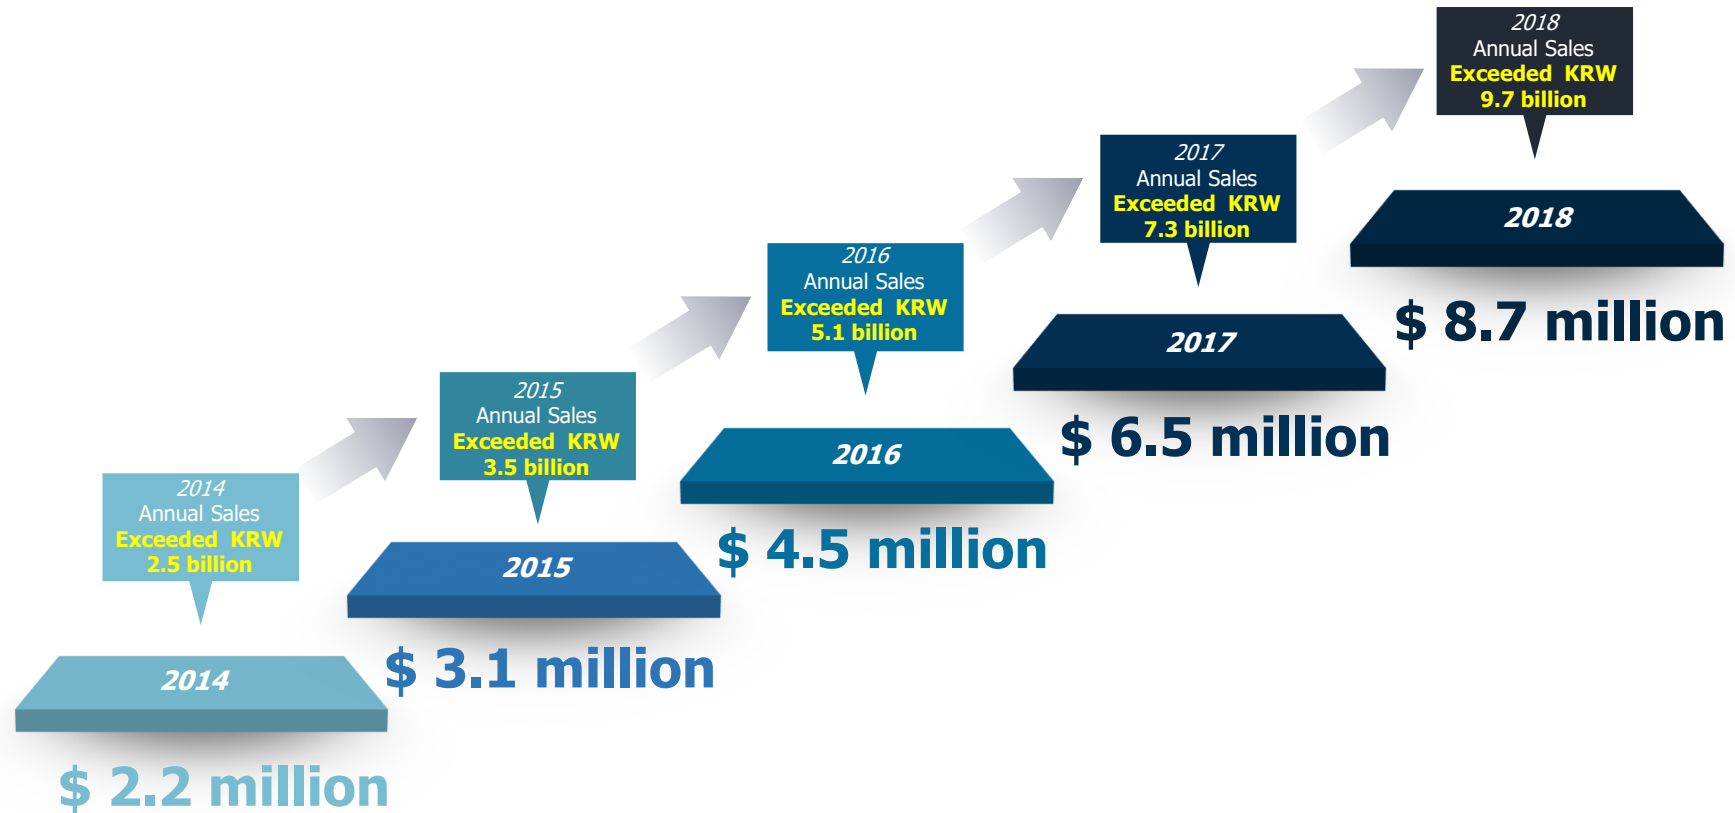 2014
Annual Sales
Exceeded KRW
2.5 billion
2014
$ 2.2 million
2015
Annual Sales
Exceeded KRW
3.5 billion
2015
$ 3.1 million
2016
Annual Sales
Exceeded KRW
5.1 billion
2016
$ 4.5 million
2017
Annual Sales
Exceeded KRW
7.3 billion
2017
$ 6.5 million
2018
Annual Sales
Exceeded KRW
9.7 billion
2018
$ 8.7 million